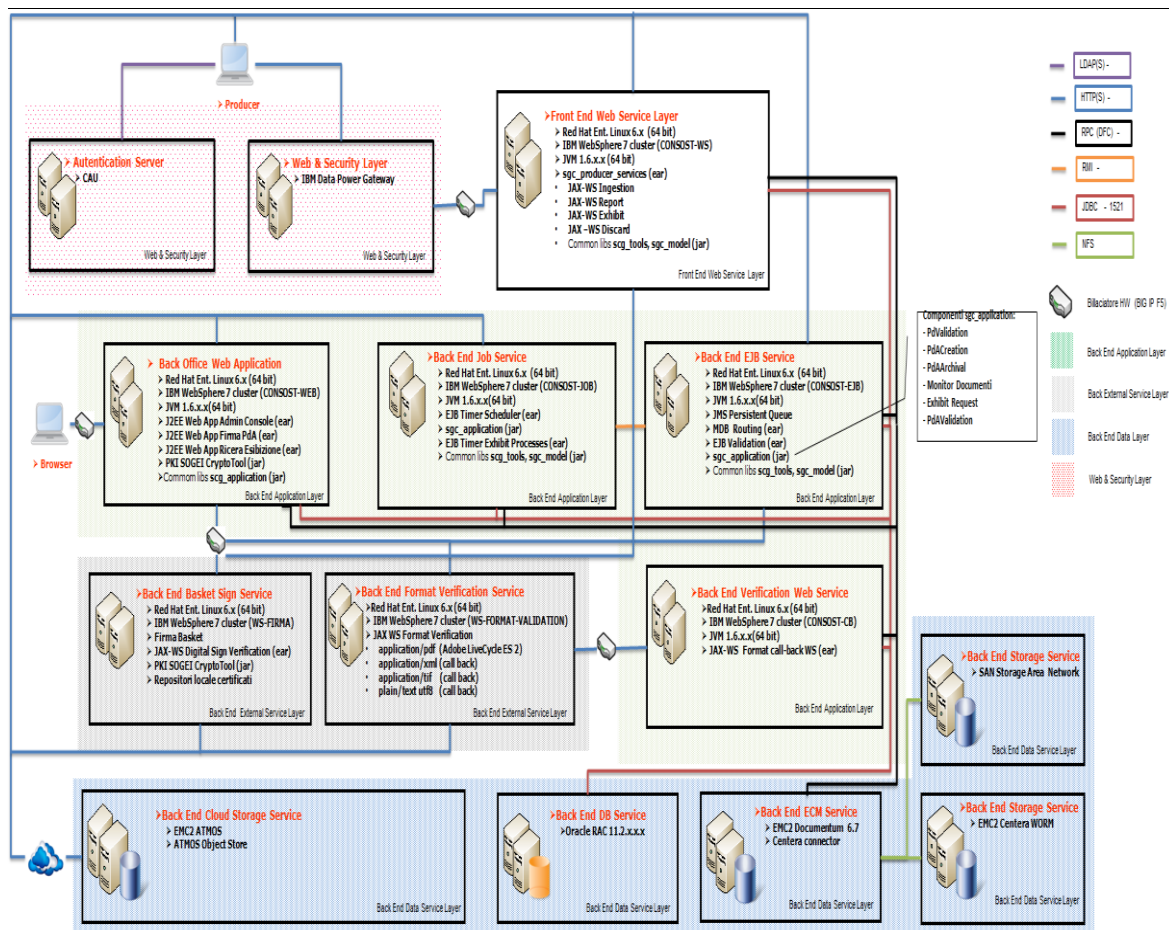 ➢ Producer
➢ Autentication Server
➢ CAU
Web & Security Layer
➢ Web & Security Layer
➢ IBM Data Power Gateway
Web & Security Layer
➢Front End Web Service Layer
➢ Red Hat Ent. Linux 6.x (64 bit)
➢ IBM WebSphere 7 cluster (CONSOST-WS)
➢ JVM 1.6.x.x (64 bit)
➢ sgc_producer_services (ear)
• JAX-WS Ingestion
• JAX-WS Report
• JAX-WS Exhibit
• JAX –WS Discard
• Common libs scg_tools, sgc_model (jar)
Front End Web Service Layer
LDAP(S) -
HTTP(S) -
RPC (DFC) -
RMI -
JDBC - 1521
NFS
Billaciatore HW (BIG IP F5)
Back End Application Layer
Back External Service Layer
Back End Data Layer
Web & Security Layer
Componenti sgc_application:
- PdValidation
- PdACreation
- PdAArchival
- Monitor Documenti
- Exhibit Request
- PdAValidation
➢ Browser
➢ Back Office Web Application
➢ Red Hat Ent. Linux 6.x (64 bit)
➢ IBM WebSphere 7 cluster (CONSOST-WEB)
➢ JVM 1.6.x.x(64 bit)
➢ J2EE Web App Admin Console (ear)
➢ J2EE Web App Firma PdA (ear)
➢ J2EE Web App Ricera Esibizione (ear)
➢ PKI SOGEI CryptoTool (jar)
➢Common libs scg_application (jar)
Back End Application Layer
➢Back End Job Service
➢ Red Hat Ent. Linux 6.x (64 bit)
➢ IBM WebSphere 7 cluster (CONSOST-JOB)
➢ JVM 1.6.x.x(64 bit)
➢ EJB Timer Scheduler (ear)
➢ sgc_application (jar)
➢ EJB Timer Exhibit Processes (ear)
➢ Common libs scg_tools, sgc_model (jar)
Back End Application Layer
➢Back End EJB Service
➢ Red Hat Ent. Linux 6.x (64 bit)
➢ IBM WebSphere 7 cluster (CONSOST-EJB)
➢ JVM 1.6.x.x(64 bit)
➢ JMS Persistent Queue
➢ MDB Routing (ear)
➢ EJB Validation (ear)
➢ sgc_application (jar)
➢ Common libs scg_tools, sgc_model (jar)
Back End Application Layer
➢Back End Basket Sign Service
➢ Red Hat Ent. Linux 6.x (64 bit)
➢ IBM WebSphere 7 cluster (WS-FIRMA)
➢ Firma Basket
➢ JAX-WS Digital Sign Verification (ear)
➢ PKI SOGEI CryptoTool (jar)
➢ Repositori locale certificati
Back End External Service Layer
➢Back End Format Verification Service
➢Red Hat Ent. Linux 6.x (64 bit)
➢ IBM WebSphere 7 cluster (WS-FORMAT-VALIDATION)
➢ JAX WS Format Verification
• application/pdf (Adobe LiveCycle ES 2)
• application/xml (call back)
• application/tif (call back)
• plain/text utf8 (call back)
Back End External Service Layer
➢Back End Verification Web Service
➢Red Hat Ent. Linux 6.x (64 bit)
➢ IBM WebSphere 7 cluster (CONSOST-CB)
➢ JVM 1.6.x.x(64 bit)
➢ JAX-WS Format call-back WS (ear)
Back End Application Layer
➢Back End Storage Service
➢ SAN Storage Area Network
Back End Data Service Layer
➢Back End Cloud Storage Service
➢ EMC2 ATMOS
➢ ATMOS Object Store
Back End Data Service Layer
➢Back End DB Service
➢Oracle RAC 11.2.x.x.x
Back End Data Service Layer
➢Back End ECM Service
➢ EMC2 Documentum 6.7
➢ Centera connector
Back End Data Service Layer
➢Back End Storage Service
➢ EMC2 Centera WORM
Back End Data Service Layer